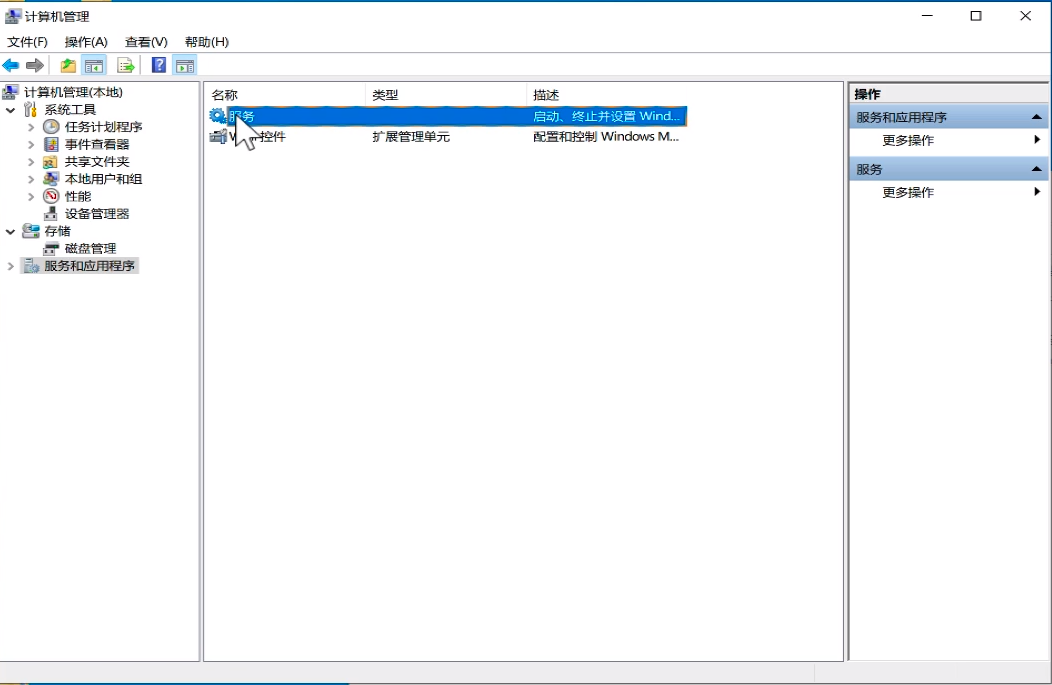 计算机管理
文件(F) 操作(A) 查看(V) 帮助(H)
计算机管理(本地)
系统工具
任务计划程序
事件查看器
共享文件夹
本地用户和组
性能
设备管理器
存储
磁盘管理
服务和应用程序
名称 类型 描述
服务 启动、终止并设置 Wind...
控件 扩展管理单元 配置和控制 Windows M...
操作
服务和应用程序
更多操作
服务
更多操作